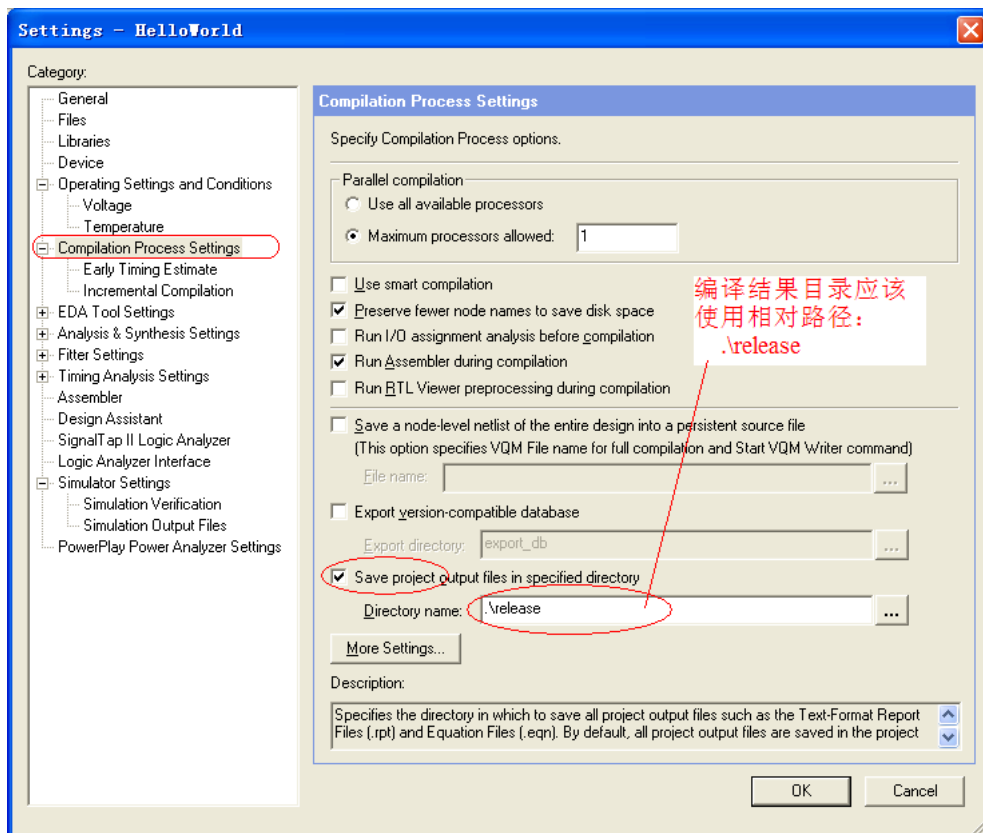 Settings - HelloWorld
Category:
General
Files
Libraries
Device
Operating Settings and Conditions
Voltage
Temperature
Compilation Process Settings
Early Timing Estimate
Incremental Compilation
EDA Tool Settings
Analysis & Synthesis Settings
Fitter Settings
Timing Analysis Settings
Assembler
Design Assistant
SignalTap II Logic Analyzer
Logic Analyzer Interface
Simulator Settings
Simulation Verification
Simulation Output Files
PowerPlay Power Analyzer Settings
Compilation Process Settings
Specify Compilation Process options.
Parallel compilation
Use all available processors
Maximum processors allowed: 1
Use smart compilation
Preserve fewer node names to save disk space
Run I/O assignment analysis before compilation
Run Assembler during compilation
Run RTL Viewer preprocessing during compilation
编译结果目录应该
使用相对路径：
.\release
Save a node-level netlist of the entire design into a persistent source file
(This option specifies VQM File name for full compilation and Start VQM Writer command)
File name: ...
Export version-compatible database
Export directory: export_db ...
Save project output files in specified directory
Directory name: .\release ...
More Settings...
Description:
Specifies the directory in which to save all project output files such as the Text-Format Report
Files (.rpt) and Equation Files (.eqn). By default, all project output files are saved in the project
OK Cancel